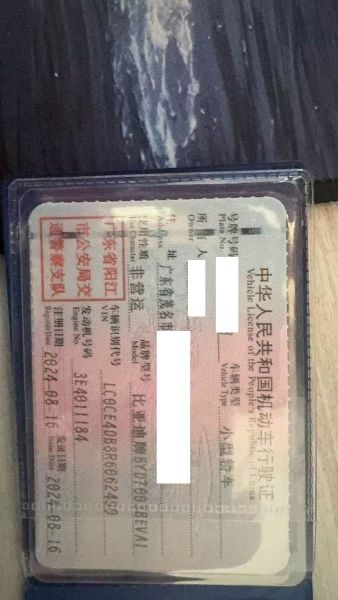 中华人民共和国机动车行驶证
Vehicle License of the People's Republic of China
号牌号码 车辆类型 小型轿车
Plate No. Vehicle Type
所 人
Owner
住 址 广东省茂名市
Address
使用性质 非营运 品牌型号 比亚迪牌
Use Character Model
广东省阳江
市公安局交
通警察支队
车辆识别代号
VIN
发动机号码 3E4011184
Engine No.
注册日期 2024-08-16 发证日期 2024-08-16
Register Date Issue Date